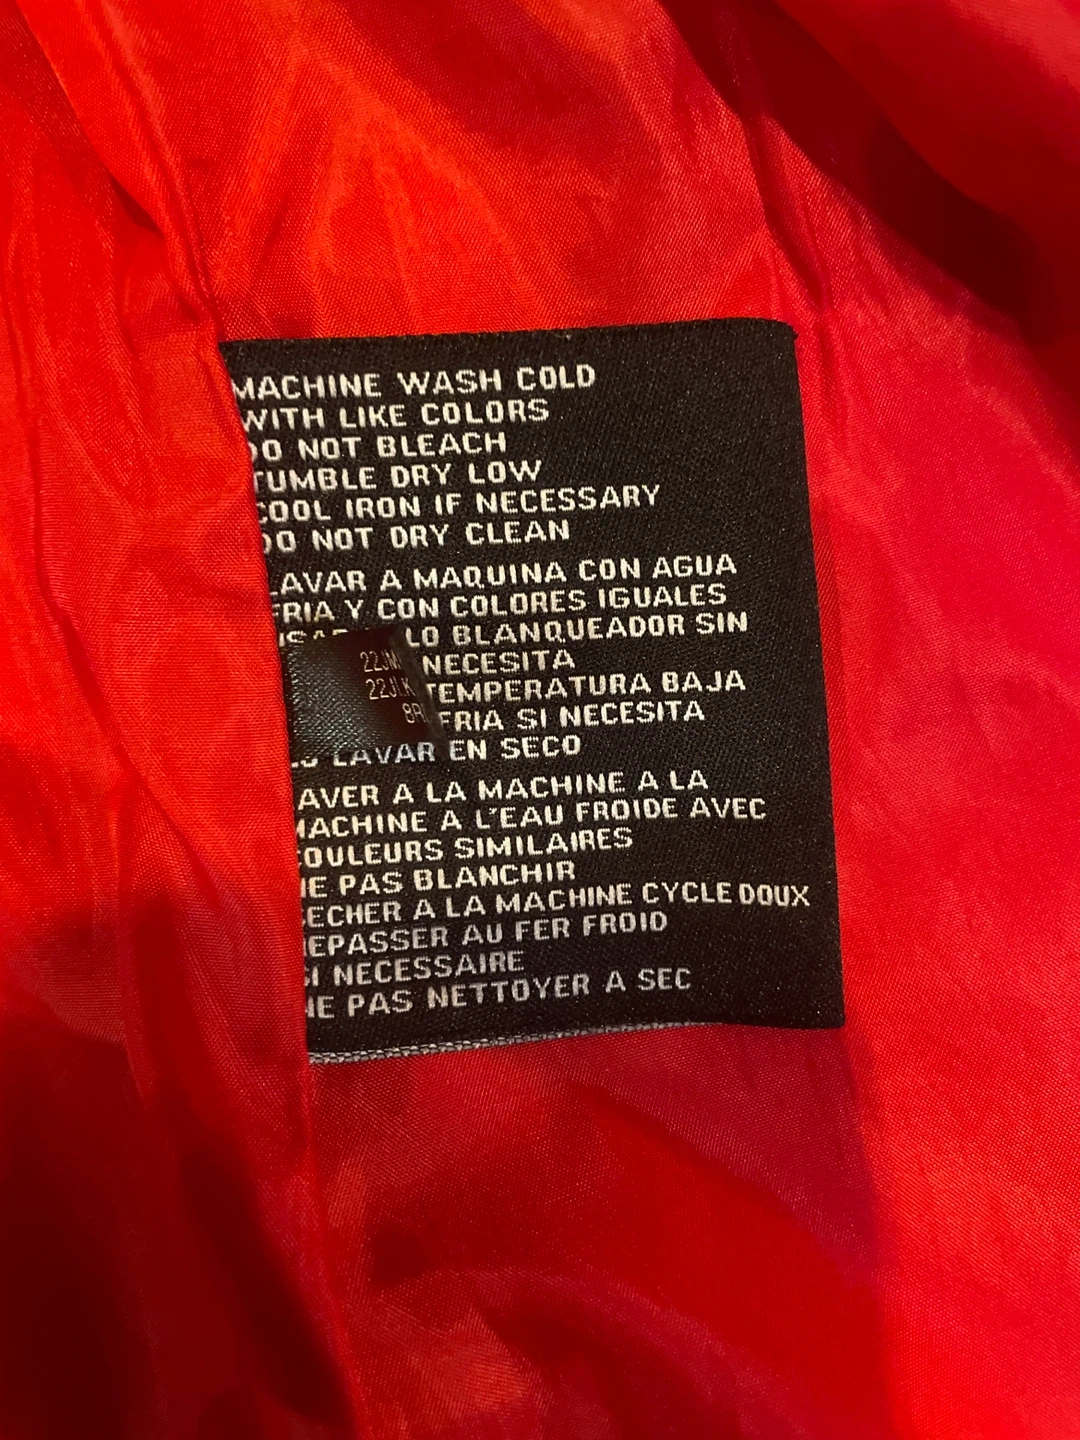 MACHINE WASH COLD
WITH LIKE COLORS
DO NOT BLEACH
TUMBLE DRY LOW
COOL IRON IF NECESSARY
DO NOT DRY CLEAN
LAVAR A MAQUINA CON AGUA
FRIA Y CON COLORES IGUALES
LO BLANQUEADOR SIN
NECESITA
TEMPERATURA BAJA
FRIA SI NECESITA
LAVAR EN SECO
LAVER A LA MACHINE A LA
MACHINE A L'EAU FROIDE AVEC
COULEURS SIMILAIRES
NE PAS BLANCHIR
SECHER A LA MACHINE CYCLE DOUX
REPASSER AU FER FROID
SI NECESSAIRE
NE PAS NETTOYER A SEC